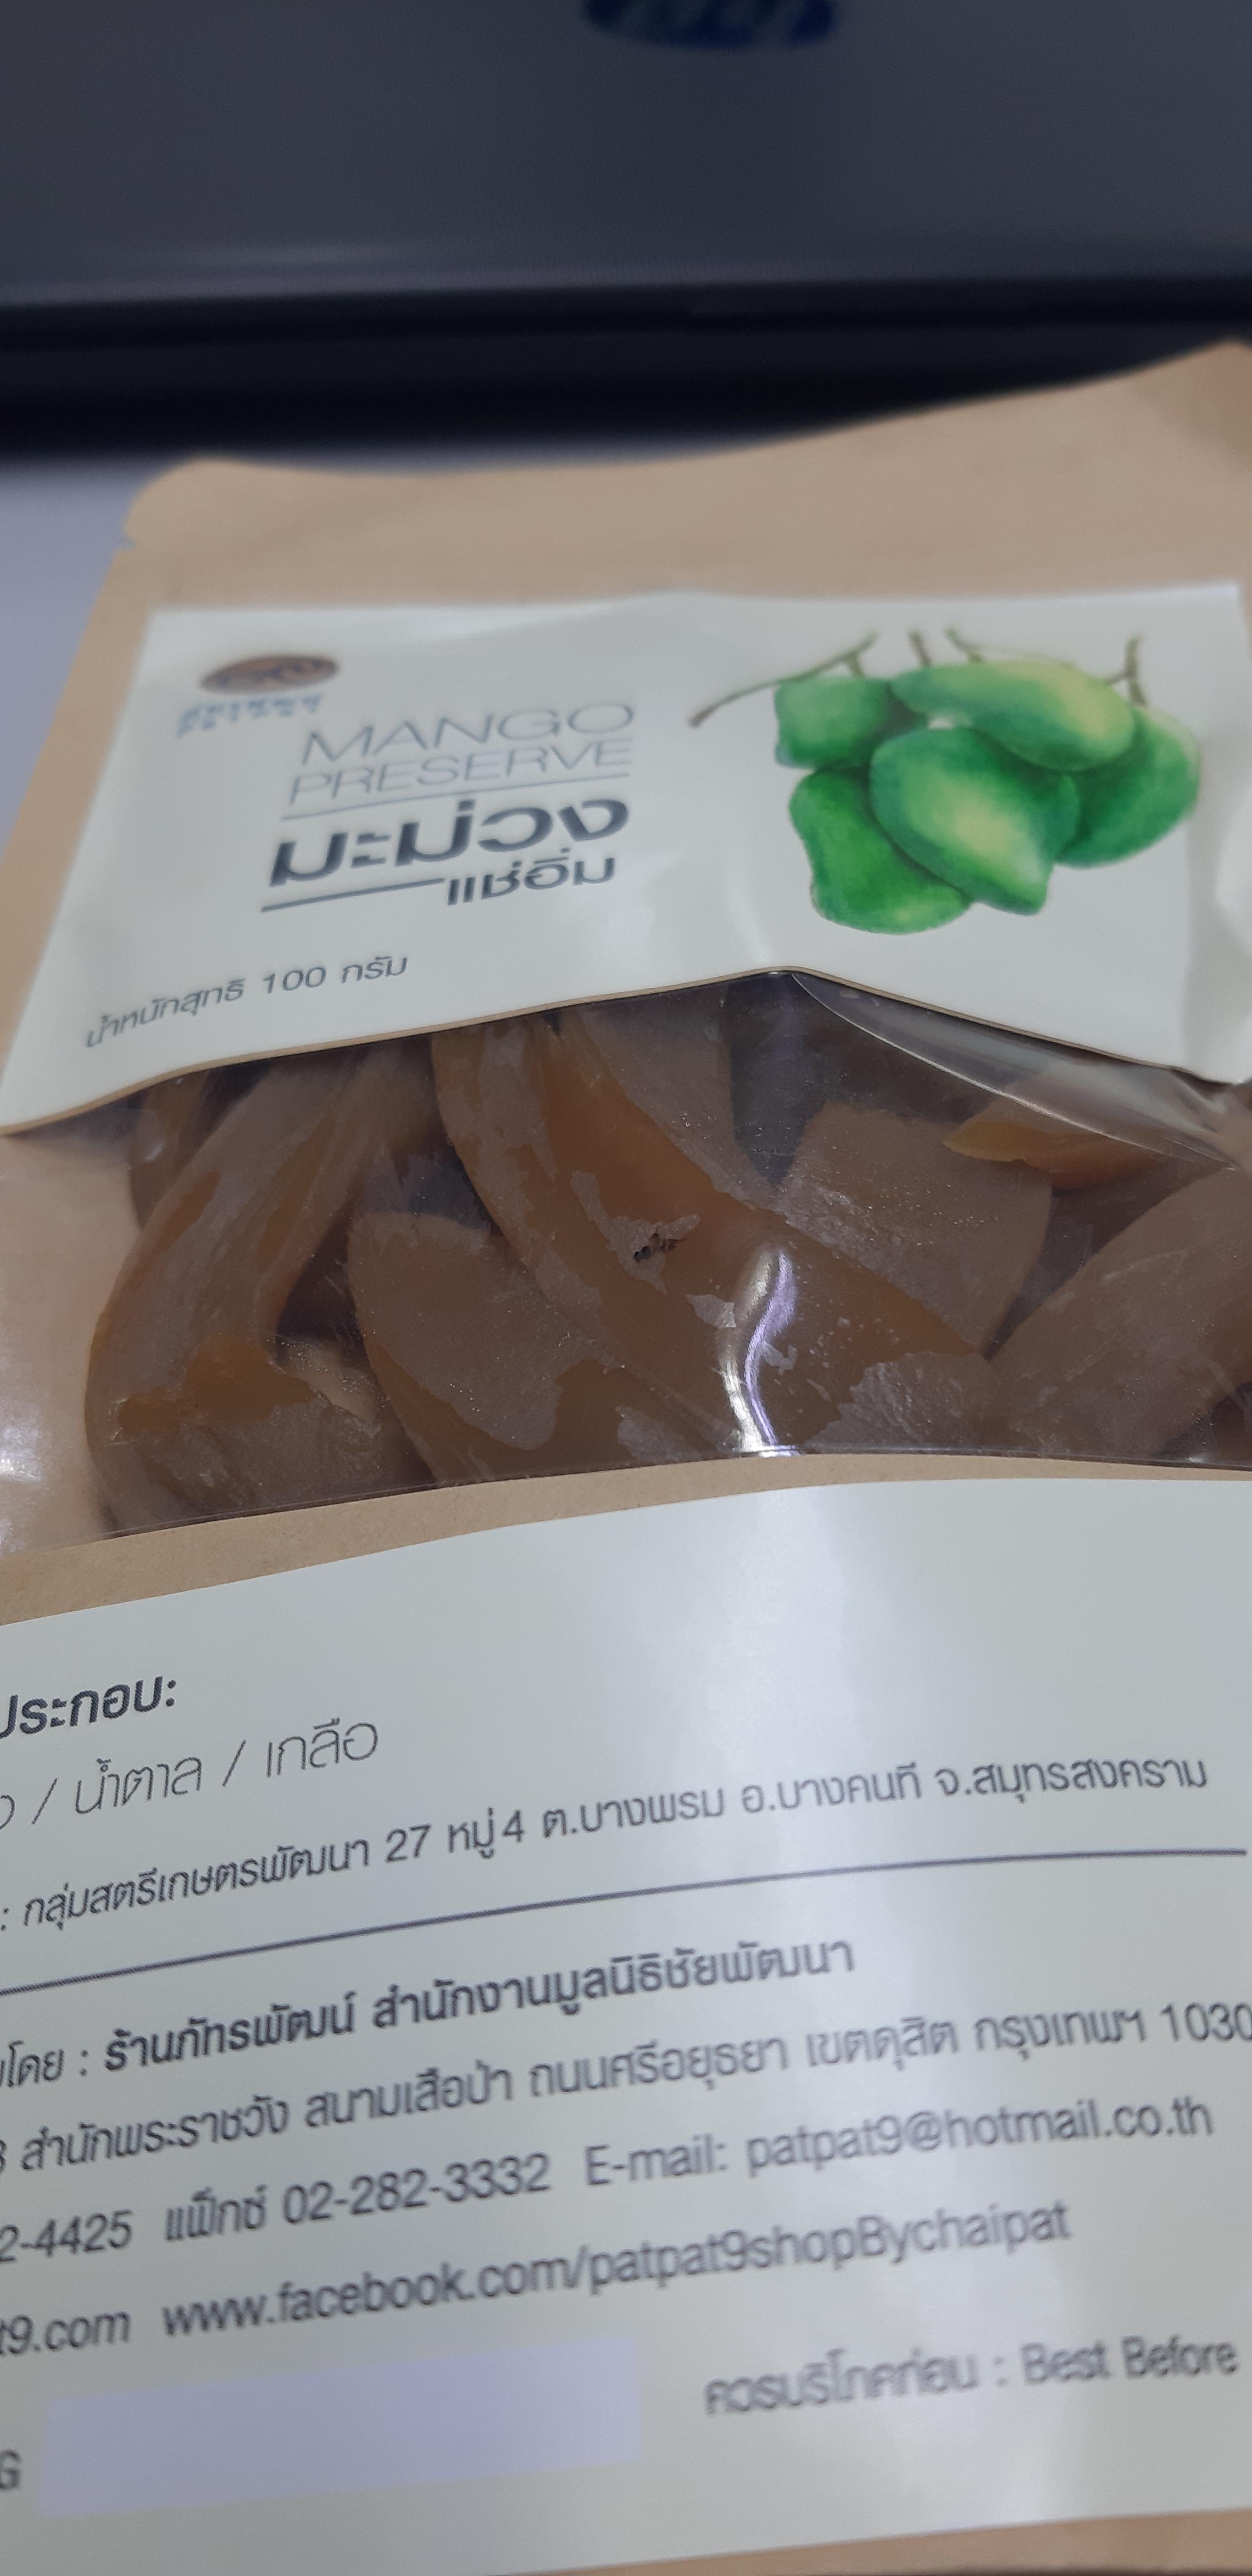 MANGO
PRESERVE
มะม่วง
แช่อิ่ม
น้ำหนักสุทธิ 100 กรัม
ประกอบ:
/ น้ำตาล / เกลือ
: กลุ่มสตรีเกษตรพัฒนา 27 หมู่ 4 ต.บางพรม อ.บางคนที จ.สมุทรสงคราม
โดย : ร้านภัทรพัฒน์ สำนักงานมูลนิธิชัยพัฒนา
สำนักพระราชวัง สนามเสือป่า ถนนศรีอยุธยา เขตดุสิต กรุงเทพฯ 1030
2-4425 แฟ็กซ์ 02-282-3332 E-mail: patpat9@hotmail.co.th
t9.com www.facebook.com/patpat9shopBychaipat
ควรบริโภคก่อน : Best Before
G